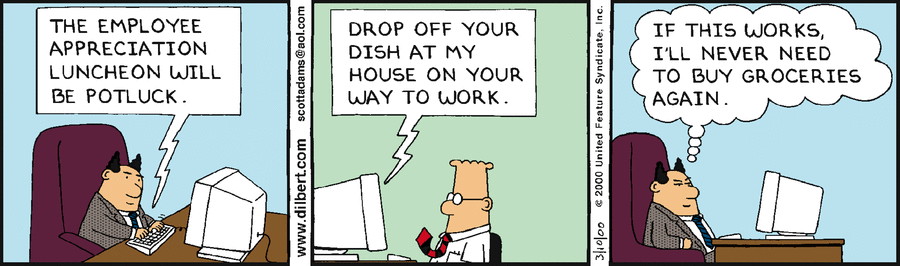 THE EMPLOYEE
APPRECIATION
LUNCHEON WILL
BE POTLUCK.
www.dilbert.com
scottadams@aol.com
DROP OFF YOUR
DISH AT MY
HOUSE ON YOUR
WAY TO WORK.
3/10/00
© 2000 United Feature Syndicate, Inc.
IF THIS WORKS,
I'LL NEVER NEED
TO BUY GROCERIES
AGAIN.